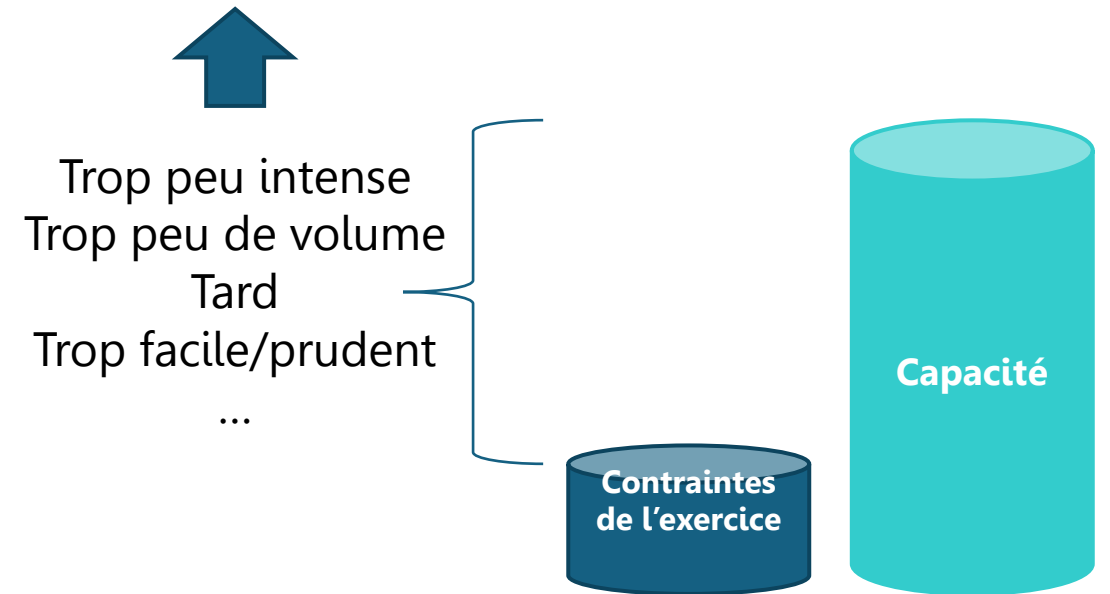 Trop peu intense
Trop peu de volume
Tard
Trop facile/prudent
...
Contraintes
de l’exercice
Capacité